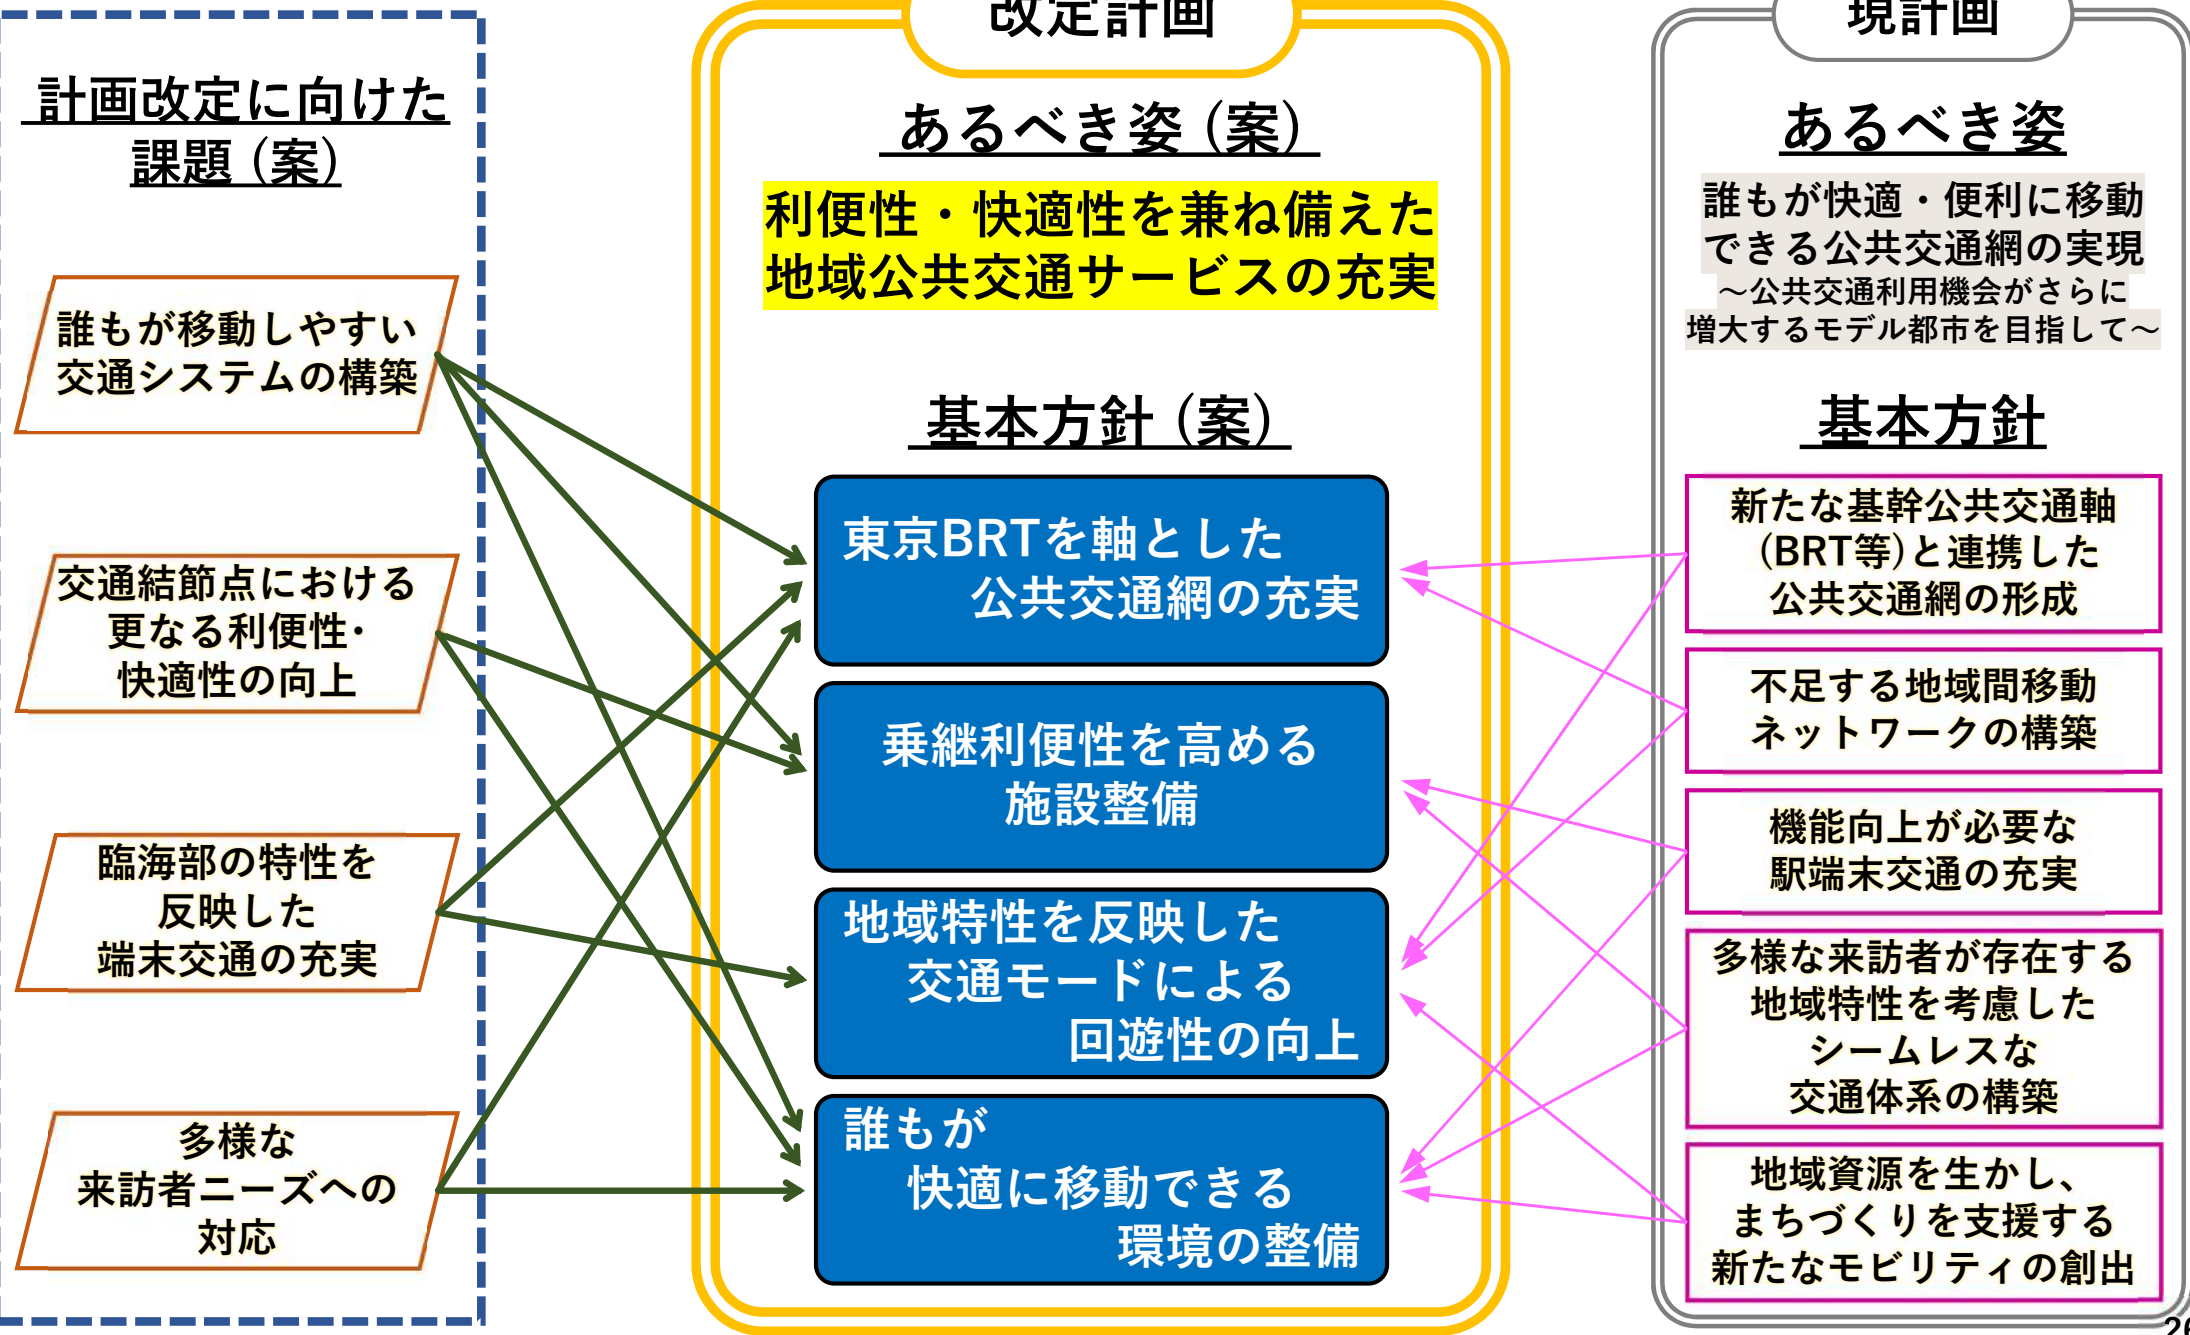 計画改定に向けた
課題（案）
誰もが移動しやすい
交通システムの構築
交通結節点における
更なる利便性・
快適性の向上
臨海部の特性を
反映した
端末交通の充実
多様な
来訪者ニーズへの
対応
改定計画
あるべき姿（案）
利便性・快適性を兼ね備えた
地域公共交通サービスの充実
基本方針（案）
東京BRTを軸とした
公共交通網の充実
乗継利便性を高める
施設整備
地域特性を反映した
交通モードによる
回遊性の向上
誰もが
快適に移動できる
環境の整備
現計画
あるべき姿
誰もが快適・便利に移動
できる公共交通網の実現
～公共交通利用機会がさらに
増大するモデル都市を目指して～
基本方針
新たな基幹公共交通軸
（BRT等）と連携した
公共交通網の形成
不足する地域間移動
ネットワークの構築
機能向上が必要な
駅端末交通の充実
多様な来訪者が存在する
地域特性を考慮した
シームレスな
交通体系の構築
地域資源を生かし、
まちづくりを支援する
新たなモビリティの創出